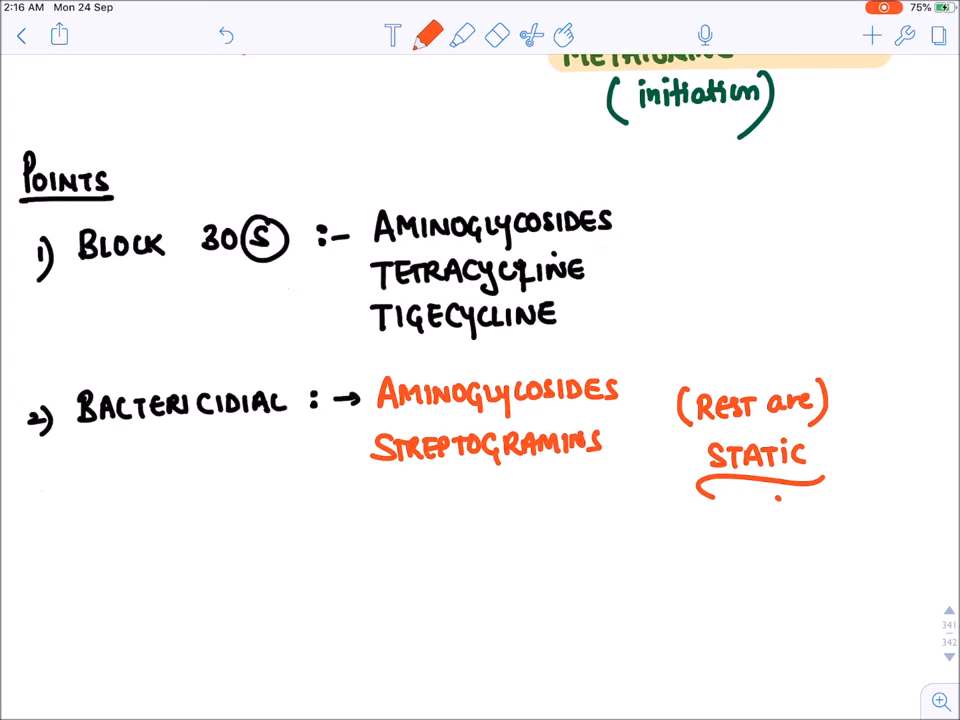 2:16 AM Mon 24 Sep 75%
T
(initiation)
POINTS
1) BLOCK 30S :- AMINOGLYCOSIDES
TETRACYCLINE
TIGECYCLINE
2) BACTERICIDIAL : → AMINOGLYCOSIDES (REST are)
STREPTOGRAMINS STATIC
341
342